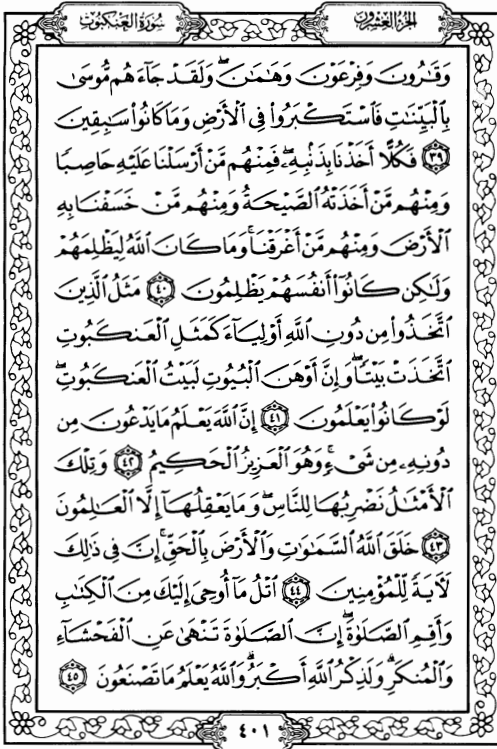 سورة العنكبوت
الجزء العشرون
وَقَٰرُونَ وَفِرْعَوْنَ وَهَٰمَٰنَ ۖ وَلَقَدْ جَآءَهُم مُّوسَىٰ
بِٱلْبَيِّنَٰتِ فَٱسْتَكْبَرُوا۟ فِى ٱلْأَرْضِ وَمَا كَانُوا۟ سَٰبِقِينَ
﴿٣٩﴾ فَكُلًّا أَخَذْنَا بِذَنۢبِهِۦ ۖ فَمِنْهُم مَّنْ أَرْسَلْنَا عَلَيْهِ حَاصِبًا
وَمِنْهُم مَّنْ أَخَذَتْهُ ٱلصَّيْحَةُ وَمِنْهُم مَّنْ خَسَفْنَا بِهِ
ٱلْأَرْضَ وَمِنْهُم مَّنْ أَغْرَقْنَا ۚ وَمَا كَانَ ٱللَّهُ لِيَظْلِمَهُمْ
وَلَٰكِن كَانُوٓا۟ أَنفُسَهُمْ يَظْلِمُونَ ﴿٤٠﴾ مَثَلُ ٱلَّذِينَ
ٱتَّخَذُوا۟ مِن دُونِ ٱللَّهِ أَوْلِيَآءَ كَمَثَلِ ٱلْعَنكَبُوتِ
ٱتَّخَذَتْ بَيْتًا ۖ وَإِنَّ أَوْهَنَ ٱلْبُيُوتِ لَبَيْتُ ٱلْعَنكَبُوتِ ۖ
لَوْ كَانُوا۟ يَعْلَمُونَ ﴿٤١﴾ إِنَّ ٱللَّهَ يَعْلَمُ مَا يَدْعُونَ مِن
دُونِهِۦ مِن شَىْءٍ ۚ وَهُوَ ٱلْعَزِيزُ ٱلْحَكِيمُ ﴿٤٢﴾ وَتِلْكَ
ٱلْأَمْثَٰلُ نَضْرِبُهَا لِلنَّاسِ ۖ وَمَا يَعْقِلُهَآ إِلَّا ٱلْعَٰلِمُونَ
﴿٤٣﴾ خَلَقَ ٱللَّهُ ٱلسَّمَٰوَٰتِ وَٱلْأَرْضَ بِٱلْحَقِّ ۚ إِنَّ فِى ذَٰلِكَ
لَءَايَةً لِّلْمُؤْمِنِينَ ﴿٤٤﴾ ٱتْلُ مَآ أُوحِىَ إِلَيْكَ مِنَ ٱلْكِتَٰبِ
وَأَقِمِ ٱلصَّلَوٰةَ ۖ إِنَّ ٱلصَّلَوٰةَ تَنْهَىٰ عَنِ ٱلْفَحْشَآءِ
وَٱلْمُنكَرِ ۗ وَلَذِكْرُ ٱللَّهِ أَكْبَرُ ۗ وَٱللَّهُ يَعْلَمُ مَا تَصْنَعُونَ ﴿٤٥﴾
٤٠١